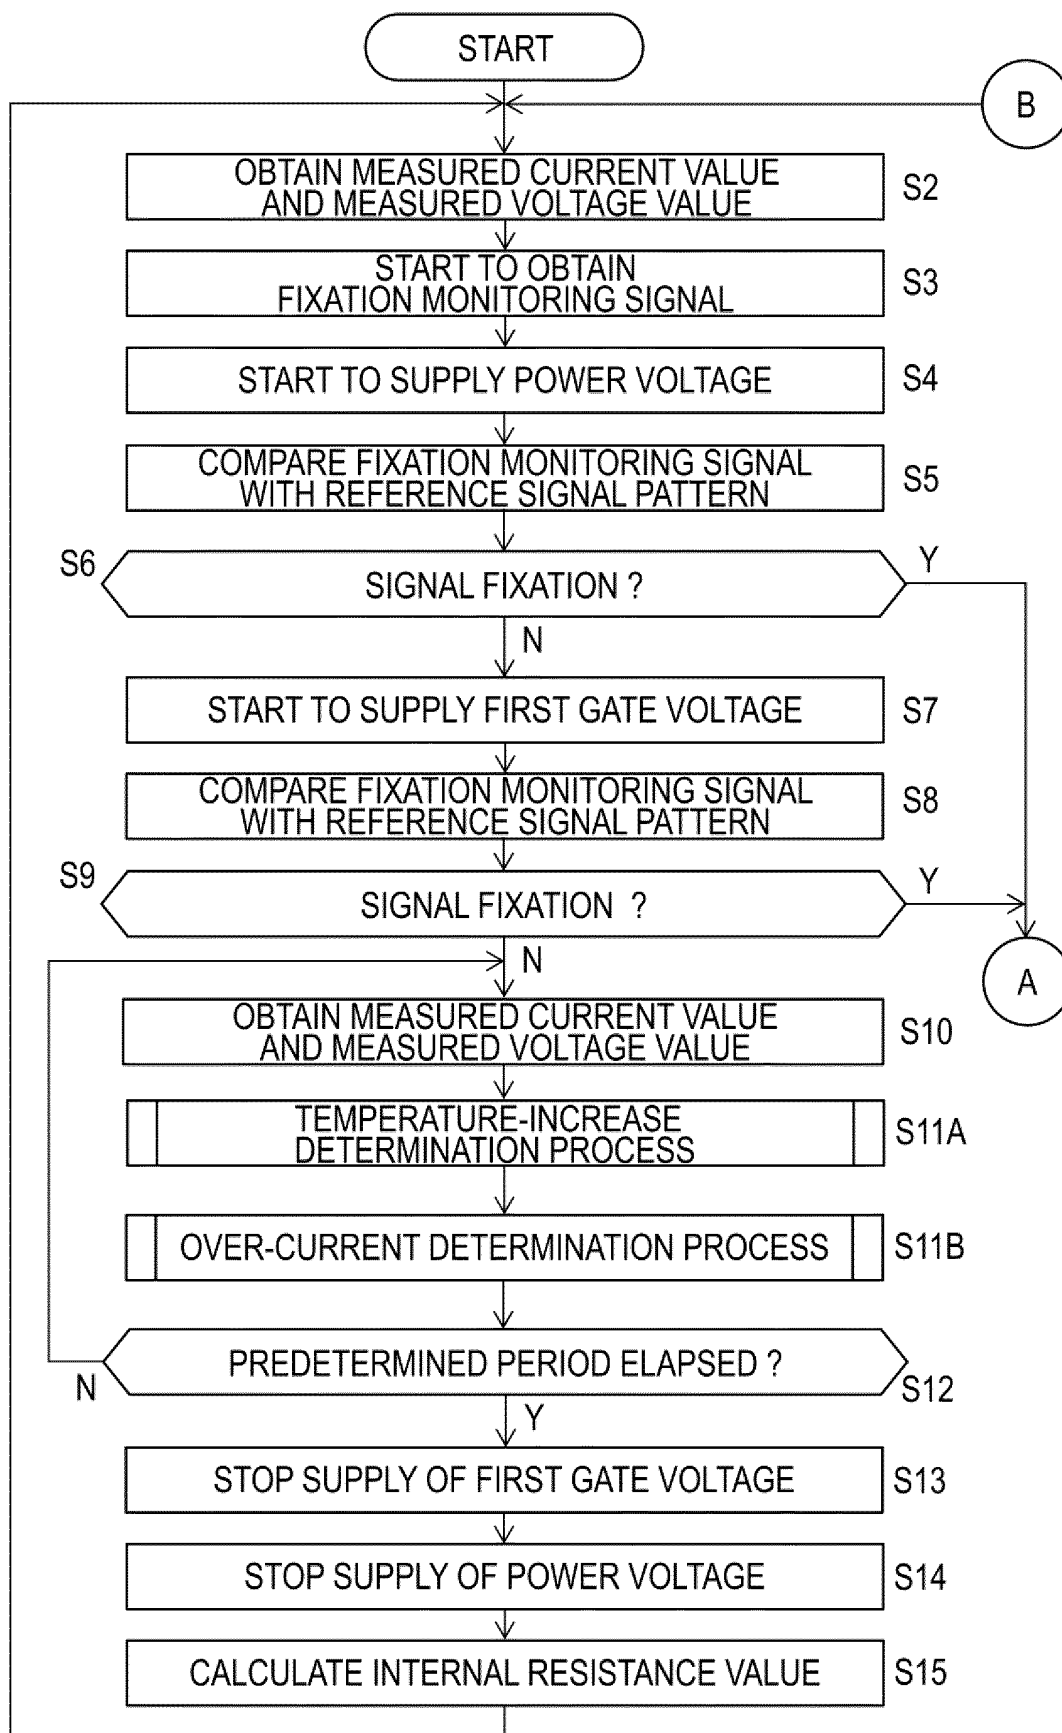 START
B
OBTAIN MEASURED CURRENT VALUE
AND MEASURED VOLTAGE VALUE
S2
START TO OBTAIN
FIXATION MONITORING SIGNAL
S3
START TO SUPPLY POWER VOLTAGE
S4
COMPARE FIXATION MONITORING SIGNAL
WITH REFERENCE SIGNAL PATTERN
S5
S6
SIGNAL FIXATION ?
Y
N
START TO SUPPLY FIRST GATE VOLTAGE
S7
COMPARE FIXATION MONITORING SIGNAL
WITH REFERENCE SIGNAL PATTERN
S8
S9
SIGNAL FIXATION ?
Y
N
A
OBTAIN MEASURED CURRENT VALUE
AND MEASURED VOLTAGE VALUE
S10
TEMPERATURE-INCREASE
DETERMINATION PROCESS
S11A
OVER-CURRENT DETERMINATION PROCESS
S11B
PREDETERMINED PERIOD ELAPSED ?
N
S12
Y
STOP SUPPLY OF FIRST GATE VOLTAGE
S13
STOP SUPPLY OF POWER VOLTAGE
S14
CALCULATE INTERNAL RESISTANCE VALUE
S15